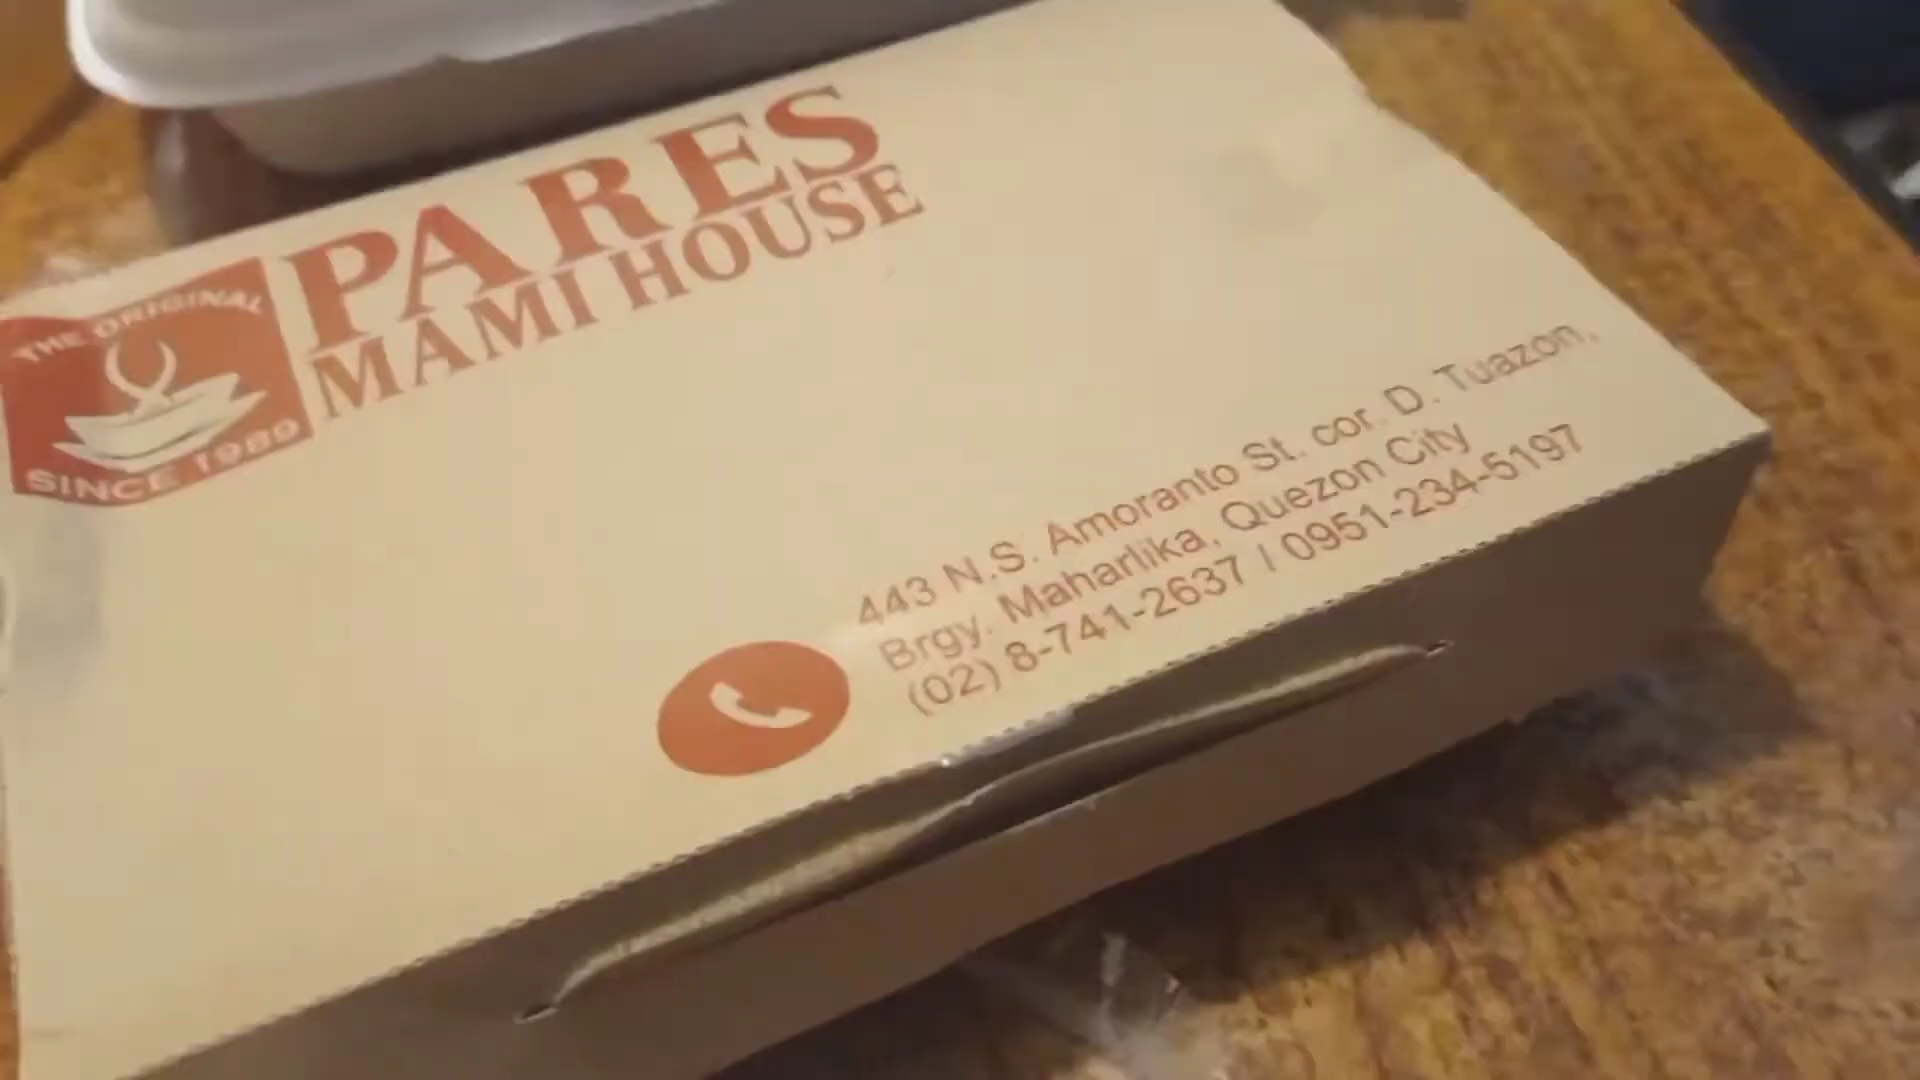 THE ORIGINAL
SINCE 1989
PARES
MAMI HOUSE
443 N.S. Amoranto St. cor. D. Tuazon,
Brgy. Maharlika, Quezon City
(02) 8-741-2637 | 0951-234-5197